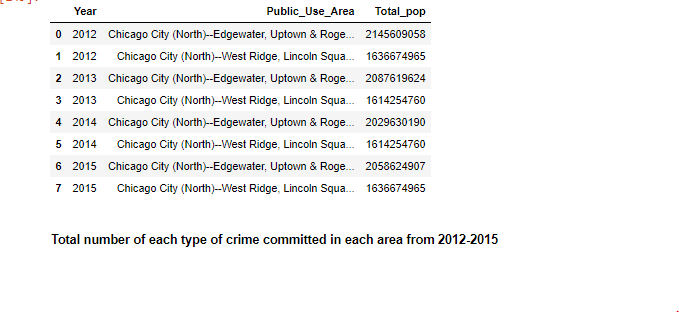 Year Public_Use_Area Total_pop
0 2012 Chicago City (North)--Edgewater, Uptown & Roge... 2145609058
1 2012 Chicago City (North)--West Ridge, Lincoln Squa... 1636674965
2 2013 Chicago City (North)--Edgewater, Uptown & Roge... 2087619624
3 2013 Chicago City (North)--West Ridge, Lincoln Squa... 1614254760
4 2014 Chicago City (North)--Edgewater, Uptown & Roge... 2029630190
5 2014 Chicago City (North)--West Ridge, Lincoln Squa... 1614254760
6 2015 Chicago City (North)--Edgewater, Uptown & Roge... 2058624907
7 2015 Chicago City (North)--West Ridge, Lincoln Squa... 1636674965
Total number of each type of crime committed in each area from 2012-2015